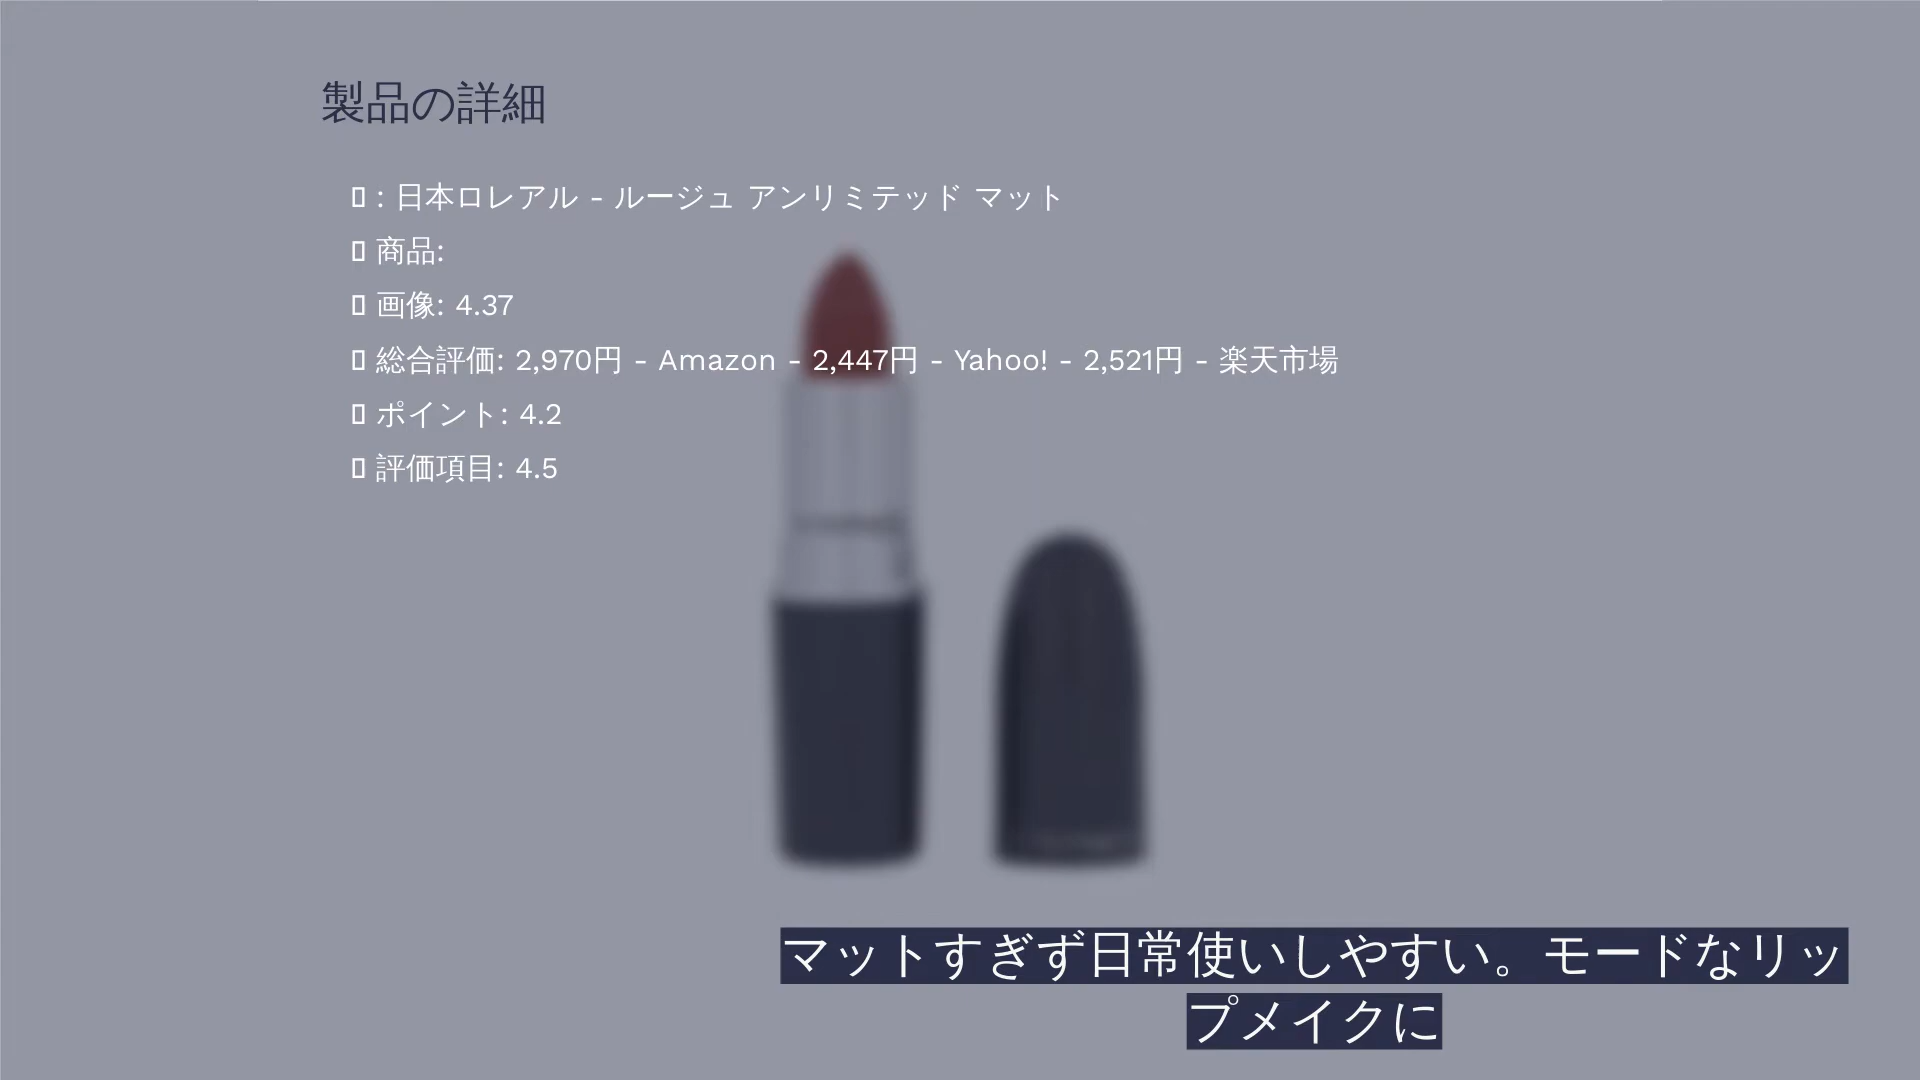 製品の詳細
: 日本ロレアル - ルージュ アンリミテッド マット
商品:
画像: 4.37
総合評価: 2,970円 - Amazon - 2,447円 - Yahoo! - 2,521円 - 楽天市場
ポイント: 4.2
評価項目: 4.5
マットすぎず日常使いしやすい。モードなリッ
プメイクに